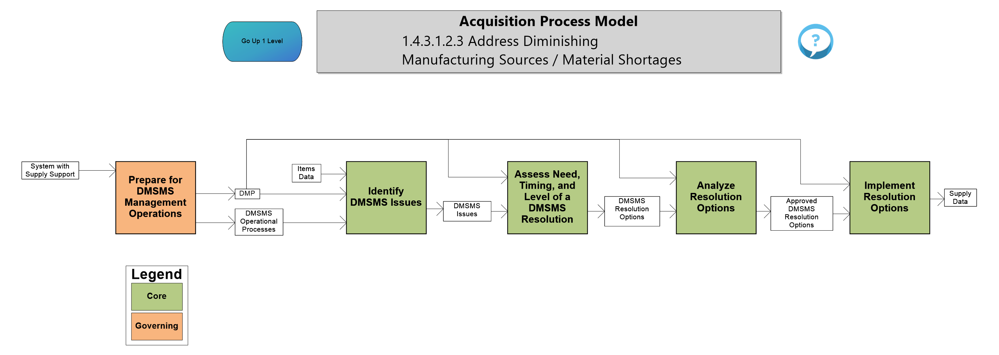 Acquisition Process Model
1.4.3.1.2.3 Address Diminishing
Manufacturing Sources / Material Shortages
Go Up 1 Level
?
System with
Supply Support
Prepare for
DMSMS
Management
Operations
DMP
DMSMS
Operational
Processes
Items
Data
Identify
DMSMS Issues
DMSMS
Issues
Assess Need,
Timing, and
Level of a
DMSMS
Resolution
DMSMS
Resolution
Options
Analyze
Resolution
Options
Approved
DMSMS
Resolution
Options
Implement
Resolution
Options
Supply
Data
Legend
Core
Governing